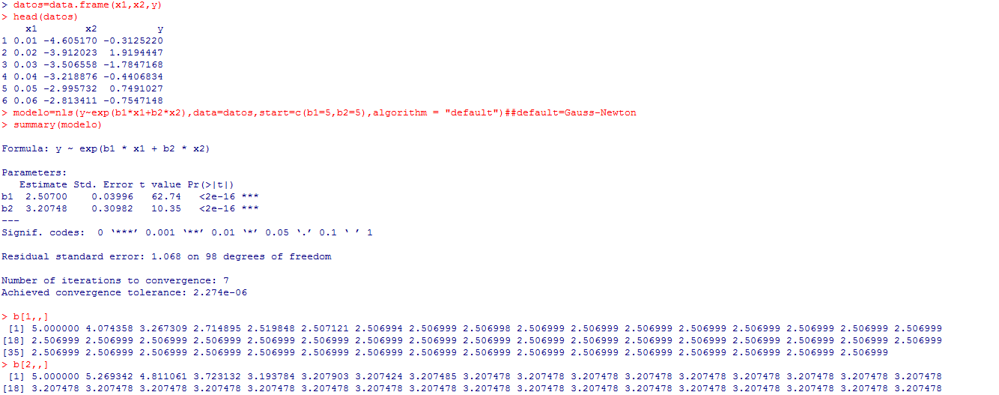 > datos=data.frame(x1,x2,y)
> head(datos)
    x1        x2          y
1 0.01 -4.605170 -0.3125220
2 0.02 -3.912023  1.9194447
3 0.03 -3.506558 -1.7847168
4 0.04 -3.218876 -0.4406834
5 0.05 -2.995732  0.7491027
6 0.06 -2.813411 -0.7547148
> modelo=nls(y~exp(b1*x1+b2*x2),data=datos,start=c(b1=5,b2=5),algorithm = "default")##default=Gauss-Newton
> summary(modelo)
Formula: y ~ exp(b1 * x1 + b2 * x2)
Parameters:
   Estimate Std. Error t value Pr(>|t|)
b1  2.50700    0.03996   62.74   <2e-16 ***
b2  3.20748    0.30982   10.35   <2e-16 ***
---
Signif. codes:  0 ‘***’ 0.001 ‘**’ 0.01 ‘*’ 0.05 ‘.’ 0.1 ‘ ’ 1
Residual standard error: 1.068 on 98 degrees of freedom
Number of iterations to convergence: 7
Achieved convergence tolerance: 2.274e-06
> b[1,,]
 [1] 5.000000 4.074358 3.267309 2.714895 2.519848 2.507121 2.506994 2.506999 2.506998 2.506999 2.506999 2.506999 2.506999 2.506999 2.506999 2.506999 2.506999
[18] 2.506999 2.506999 2.506999 2.506999 2.506999 2.506999 2.506999 2.506999 2.506999 2.506999 2.506999 2.506999 2.506999 2.506999 2.506999 2.506999 2.506999
[35] 2.506999 2.506999 2.506999 2.506999 2.506999 2.506999 2.506999 2.506999 2.506999 2.506999 2.506999 2.506999 2.506999 2.506999 2.506999 2.506999
> b[2,,]
 [1] 5.000000 5.269342 4.811061 3.723132 3.193784 3.207903 3.207424 3.207485 3.207478 3.207478 3.207478 3.207478 3.207478 3.207478 3.207478 3.207478 3.207478
[18] 3.207478 3.207478 3.207478 3.207478 3.207478 3.207478 3.207478 3.207478 3.207478 3.207478 3.207478 3.207478 3.207478 3.207478 3.207478 3.207478 3.207478